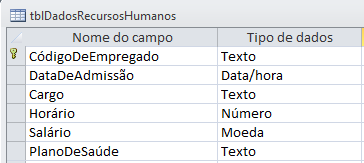 tblDadosRecursosHumanos
Nome do campo Tipo de dados
CódigoDeEmpregado Texto
DataDeAdmissão Data/hora
Cargo Texto
Horário Número
Salário Moeda
PlanoDeSaúde Texto